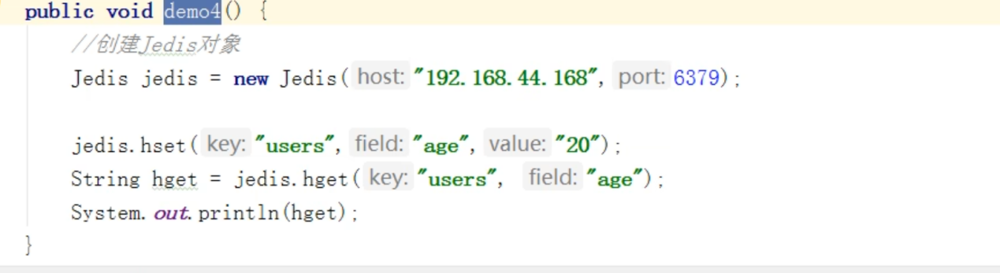 public void demo4() {
//创建Jedis对象
Jedis jedis = new Jedis( host: "192.168.44.168", port: 6379);
jedis.hset( key: "users", field: "age", value: "20");
String hget = jedis.hget( key: "users", field: "age");
System.out.println(hget);
}